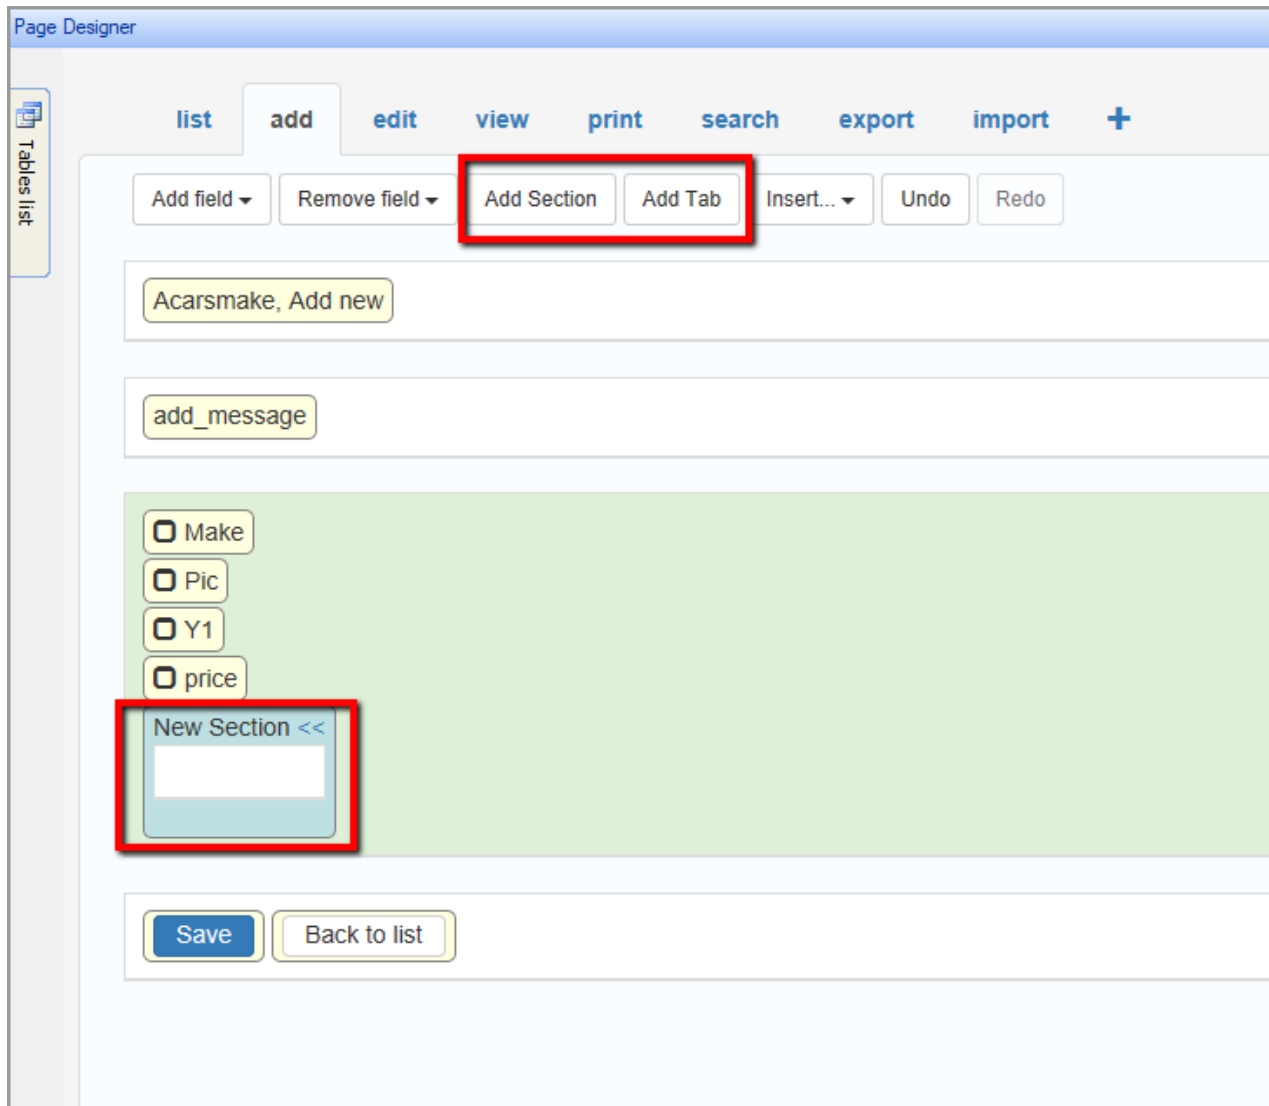 Page Designer
Tables list
list add edit view print search export import +
Add field Remove field Add Section Add Tab Insert... Undo Redo
Acarsmake, Add new
add_message
Make
Pic
Y1
price
New Section <<
Save Back to list